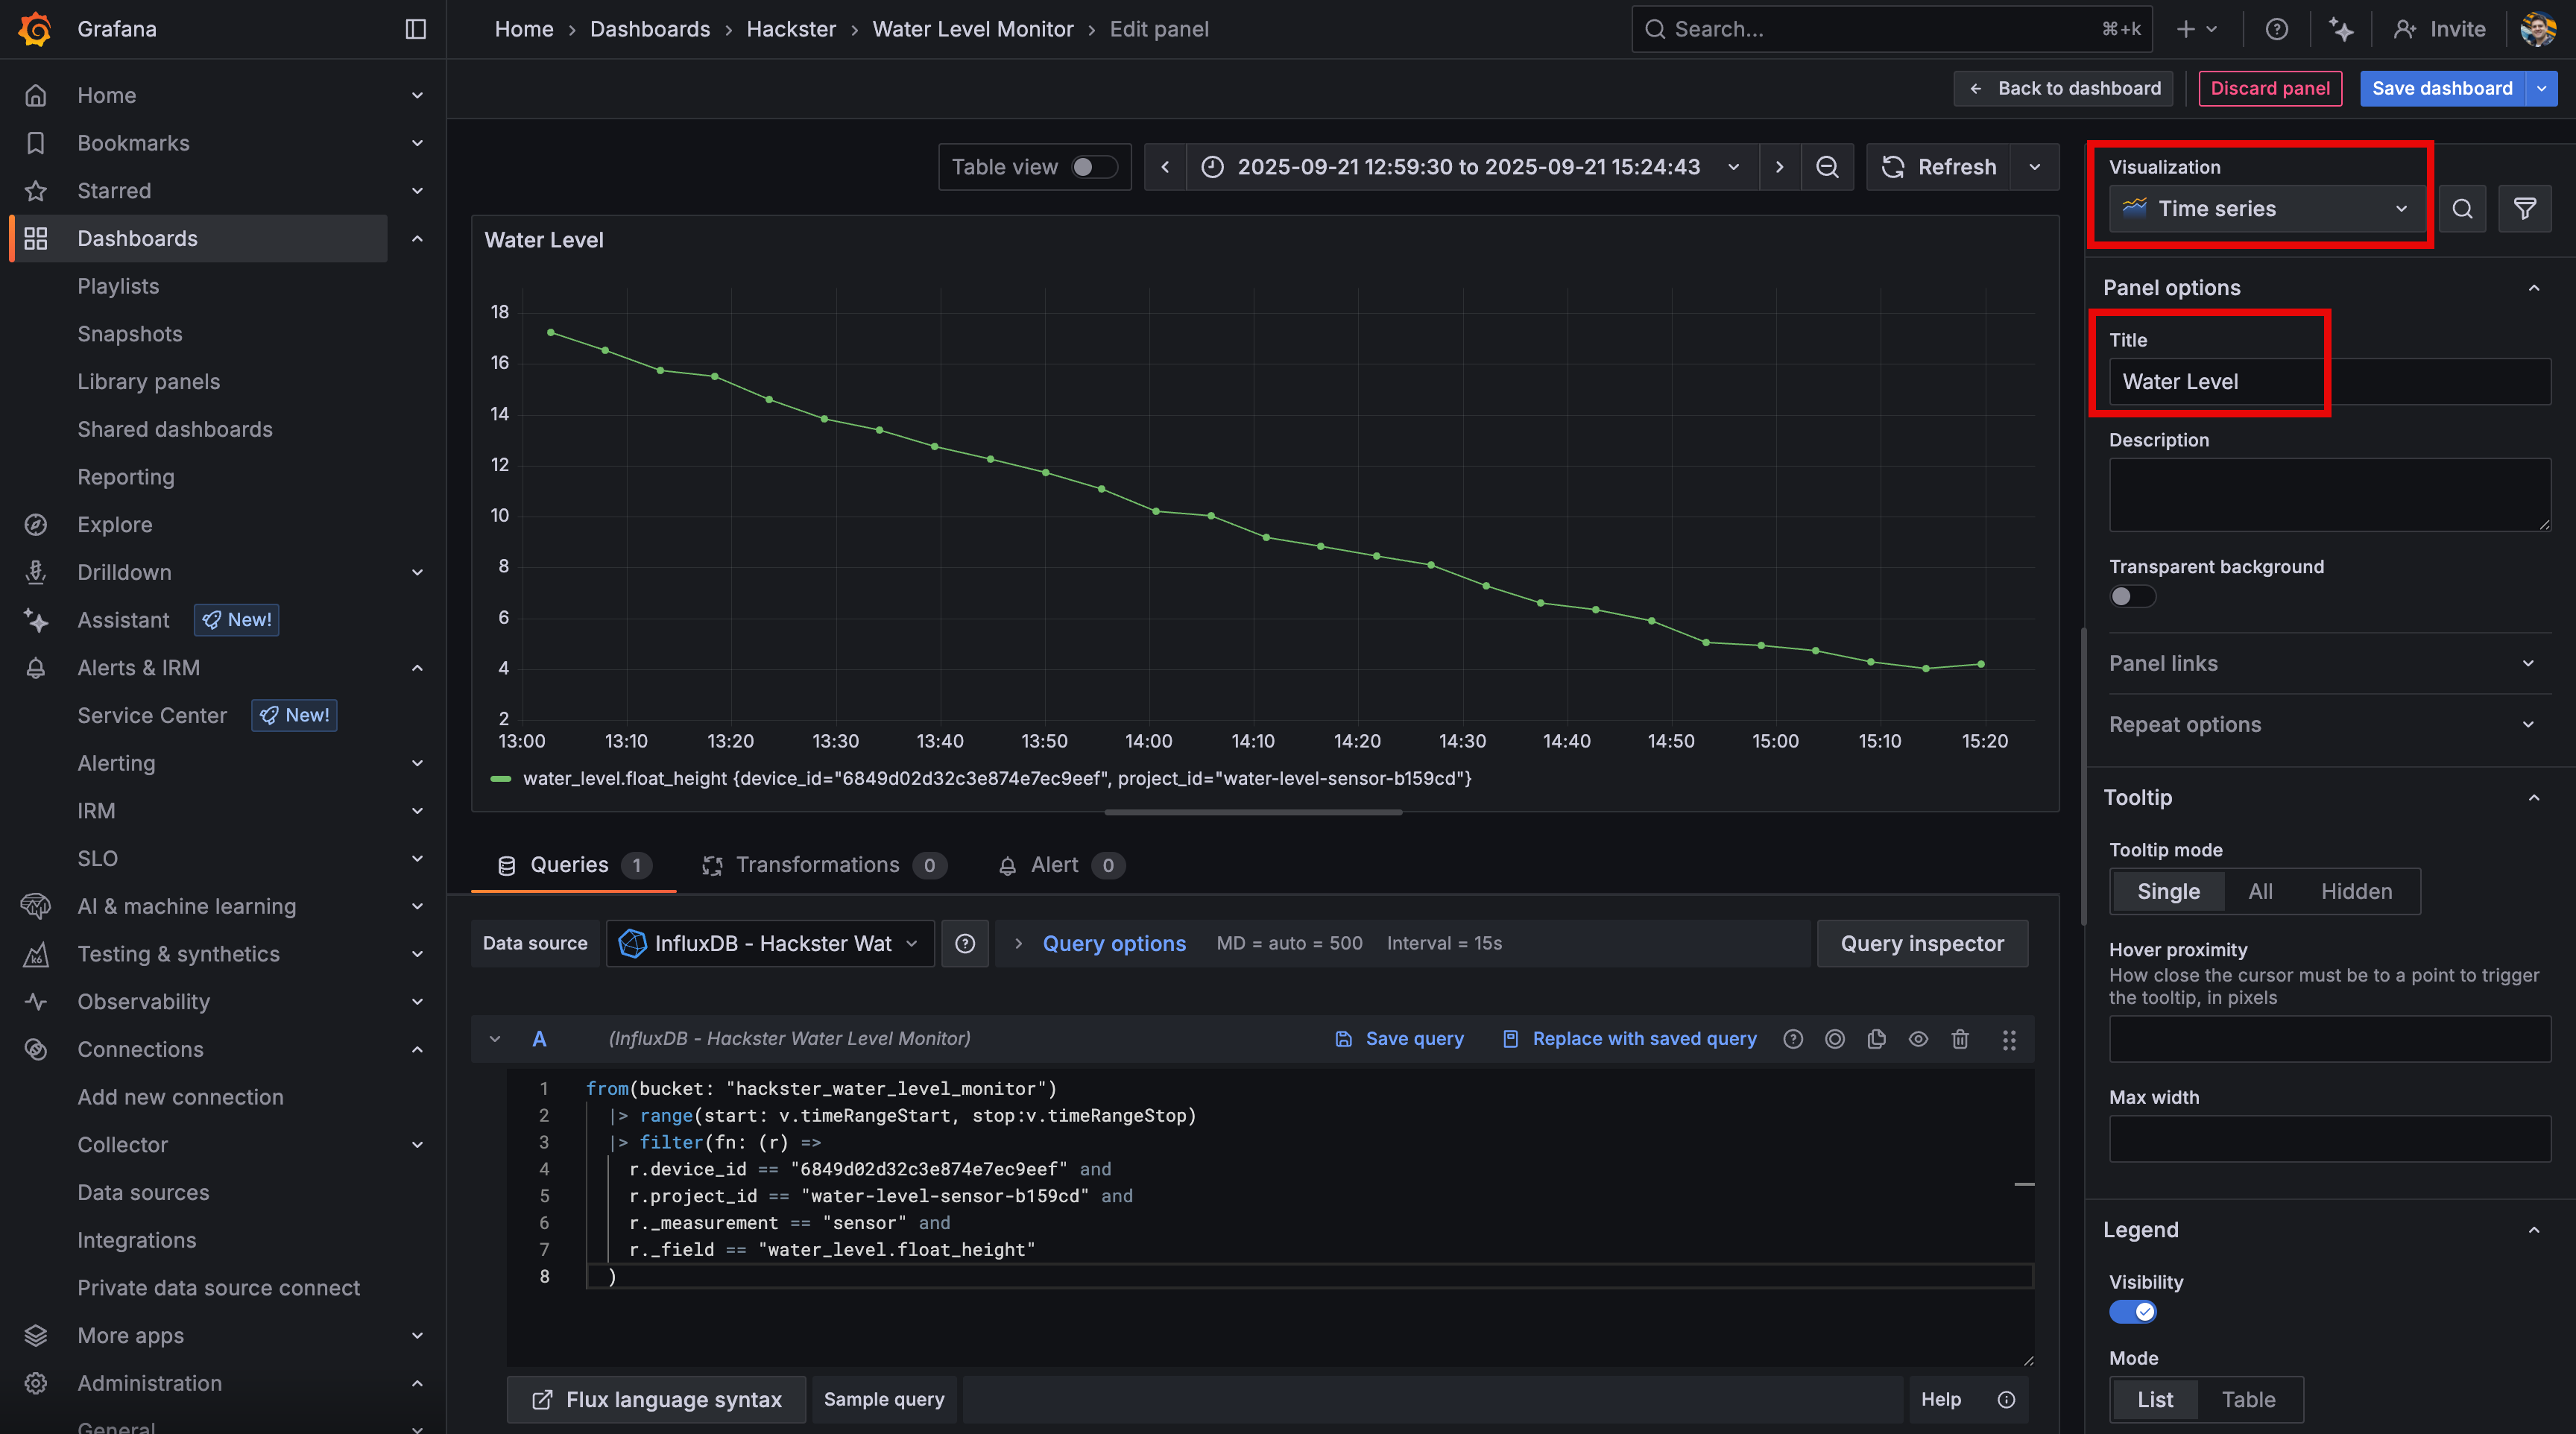 Grafana
Home › Dashboards › Hackster › Water Level Monitor › Edit panel
Search... ⌘+k
Invite
Back to dashboard
Discard panel
Save dashboard
Home
Bookmarks
Starred
Dashboards
Playlists
Snapshots
Library panels
Shared dashboards
Reporting
Explore
Drilldown
Assistant New!
Alerts & IRM
Service Center New!
Alerting
IRM
SLO
AI & machine learning
Testing & synthetics
k6
Observability
Connections
Add new connection
Collector
Data sources
Integrations
Private data source connect
More apps
Administration
General
Table view
2025-09-21 12:59:30 to 2025-09-21 15:24:43
Refresh
Water Level
18
16
14
12
10
8
6
4
2
13:00 13:10 13:20 13:30 13:40 13:50 14:00 14:10 14:20 14:30 14:40 14:50 15:00 15:10 15:20
water_level.float_height {device_id="6849d02d32c3e874e7ec9eef", project_id="water-level-sensor-b159cd"}
Queries 1 Transformations 0 Alert 0
Data source InfluxDB - Hackster Wat Query options MD = auto = 500 Interval = 15s Query inspector
A (InfluxDB - Hackster Water Level Monitor) Save query Replace with saved query
1 from(bucket: "hackster_water_level_monitor")
2 |> range(start: v.timeRangeStart, stop:v.timeRangeStop)
3 |> filter(fn: (r) =>
4 r.device_id == "6849d02d32c3e874e7ec9eef" and
5 r.project_id == "water-level-sensor-b159cd" and
6 r._measurement == "sensor" and
7 r._field == "water_level.float_height"
8 )
Flux language syntax Sample query Help
Visualization
Time series
Panel options
Title
Water Level
Description
Transparent background
Panel links
Repeat options
Tooltip
Tooltip mode
Single All Hidden
Hover proximity
How close the cursor must be to a point to trigger
the tooltip, in pixels
Max width
Legend
Visibility
Mode
List Table